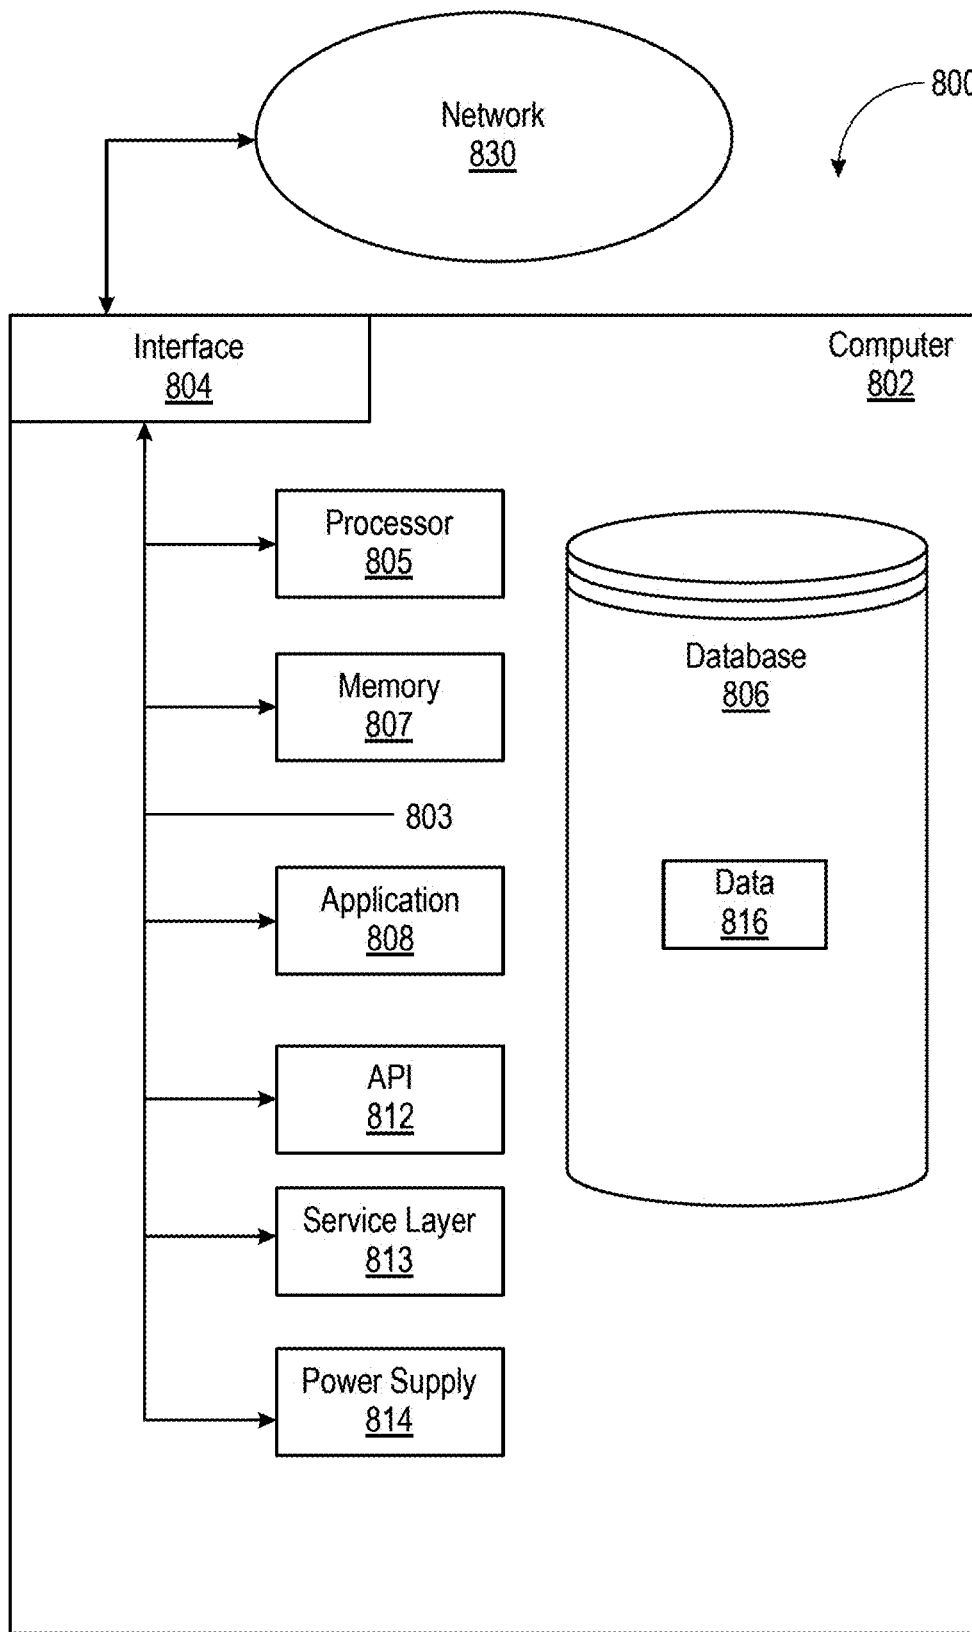 Network
830
800
Interface
804
Computer
802
Processor
805
Memory
807
803
Application
808
API
812
Service Layer
813
Power Supply
814
Database
806
Data
816